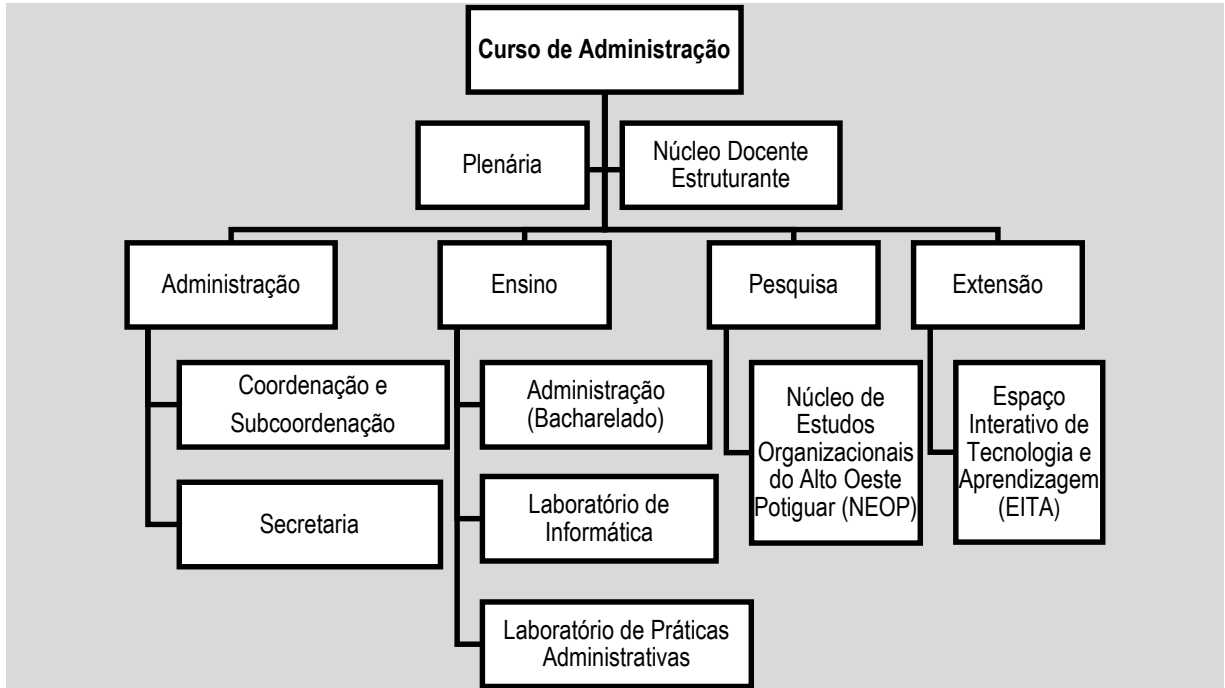 Curso de Administração
Plenária
Núcleo Docente
Estruturante
Administração
Ensino
Pesquisa
Extensão
Coordenação e
Subcoordenação
Secretaria
Administração
(Bacharelado)
Laboratório de
Informática
Laboratório de Práticas
Administrativas
Núcleo de
Estudos
Organizacionais
do Alto Oeste
Potiguar (NEOP)
Espaço
Interativo de
Tecnologia e
Aprendizagem
(EITA)